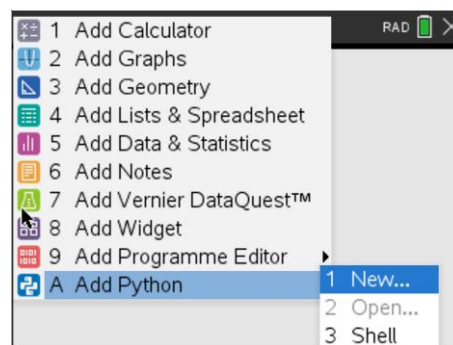 1 Add Calculator
RAD
2 Add Graphs
3 Add Geometry
4 Add Lists & Spreadsheet
5 Add Data & Statistics
6 Add Notes
7 Add Vernier DataQuest™
8 Add Widget
9 Add Programme Editor
A Add Python
1 New...
2 Open...
3 Shell